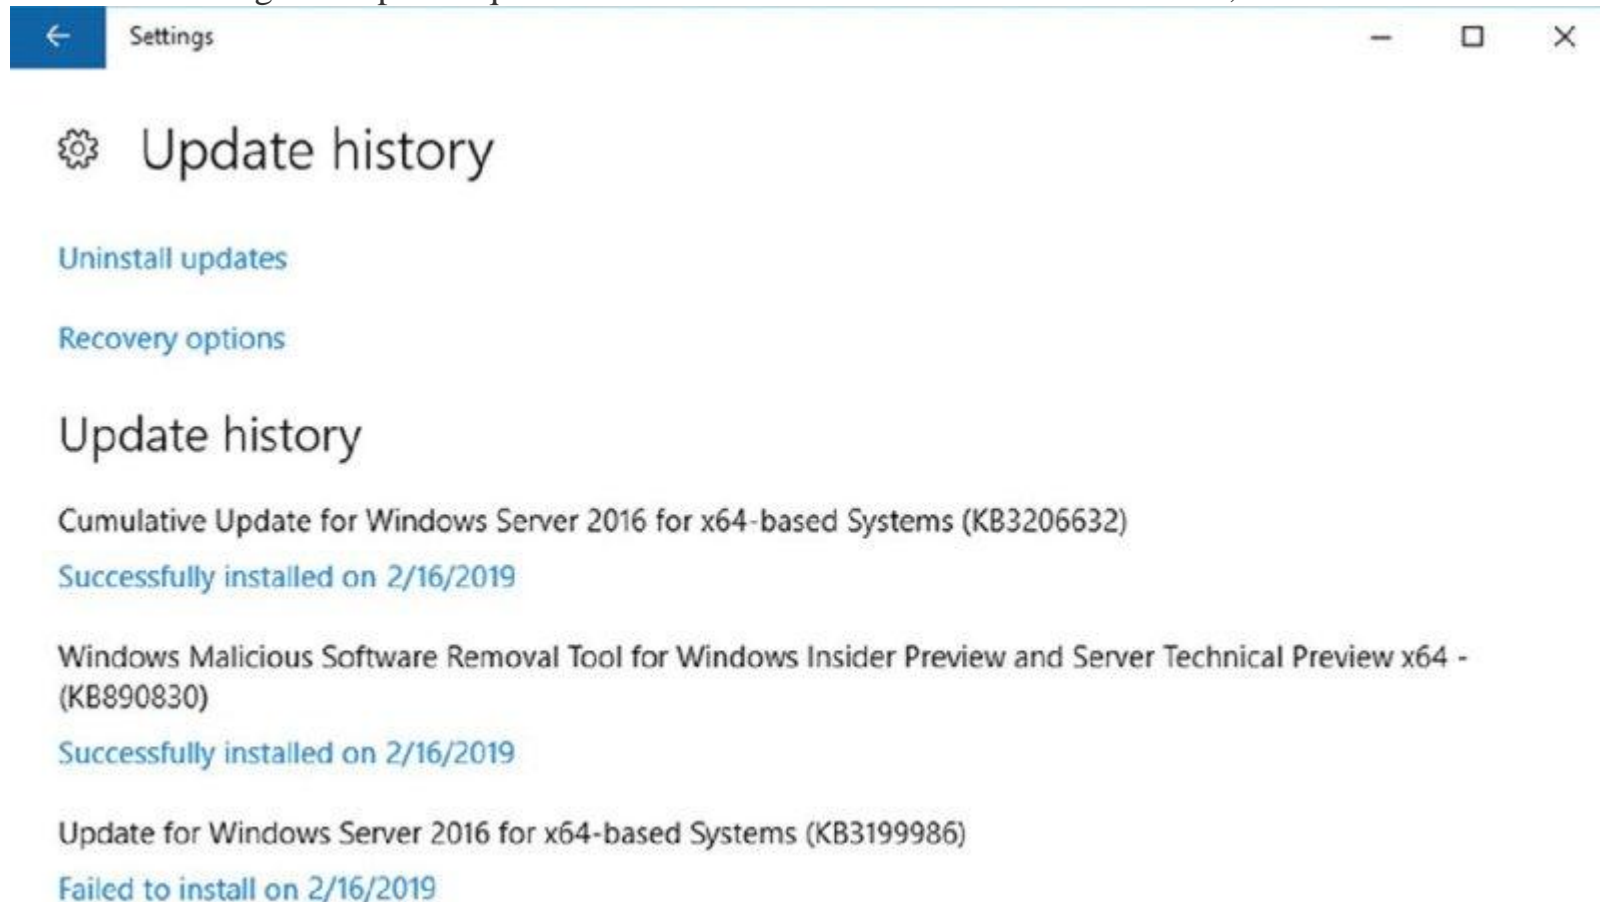 Settings
Update history
Uninstall updates
Recovery options
Update history
Cumulative Update for Windows Server 2016 for x64-based Systems (KB3206632)
Successfully installed on 2/16/2019
Windows Malicious Software Removal Tool for Windows Insider Preview and Server Technical Preview x64 -
(KB890830)
Successfully installed on 2/16/2019
Update for Windows Server 2016 for x64-based Systems (KB3199986)
Failed to install on 2/16/2019